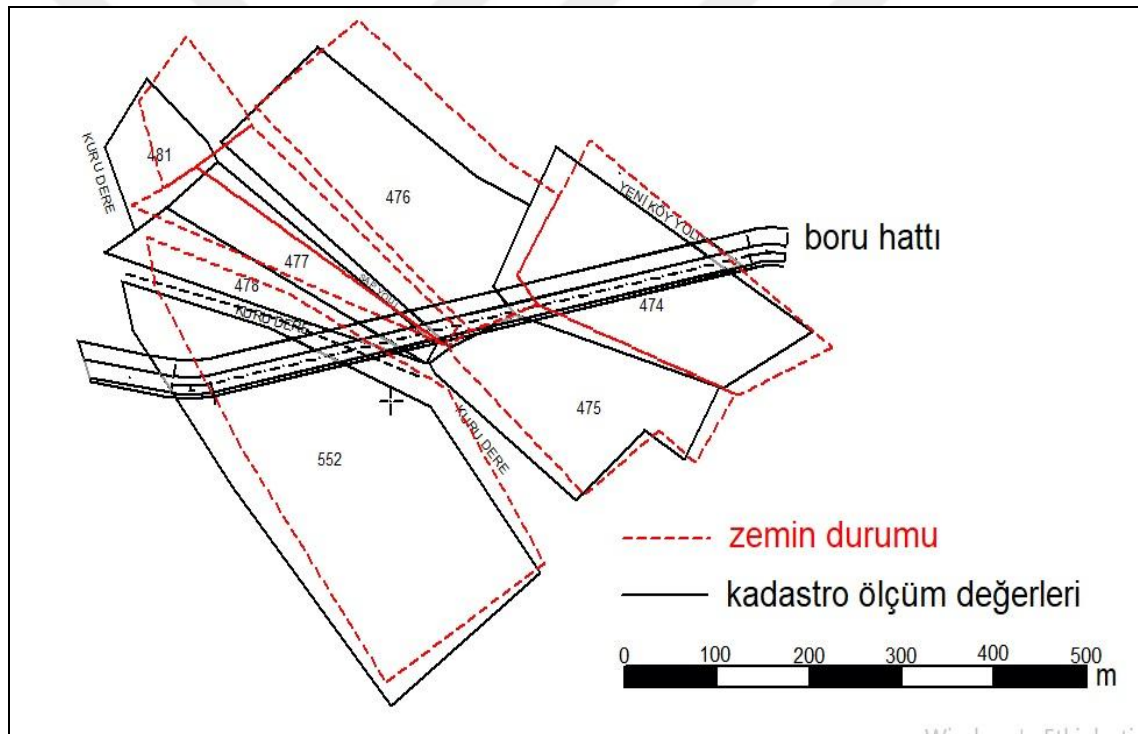 KURU DERE
481
476
YENİ KÖY YOLU
boru hattı
477
478
KURU DERE
474
475
KURU DERE
552
zemin durumu
kadastro ölçüm değerleri
0 100 200 300 400 500
m